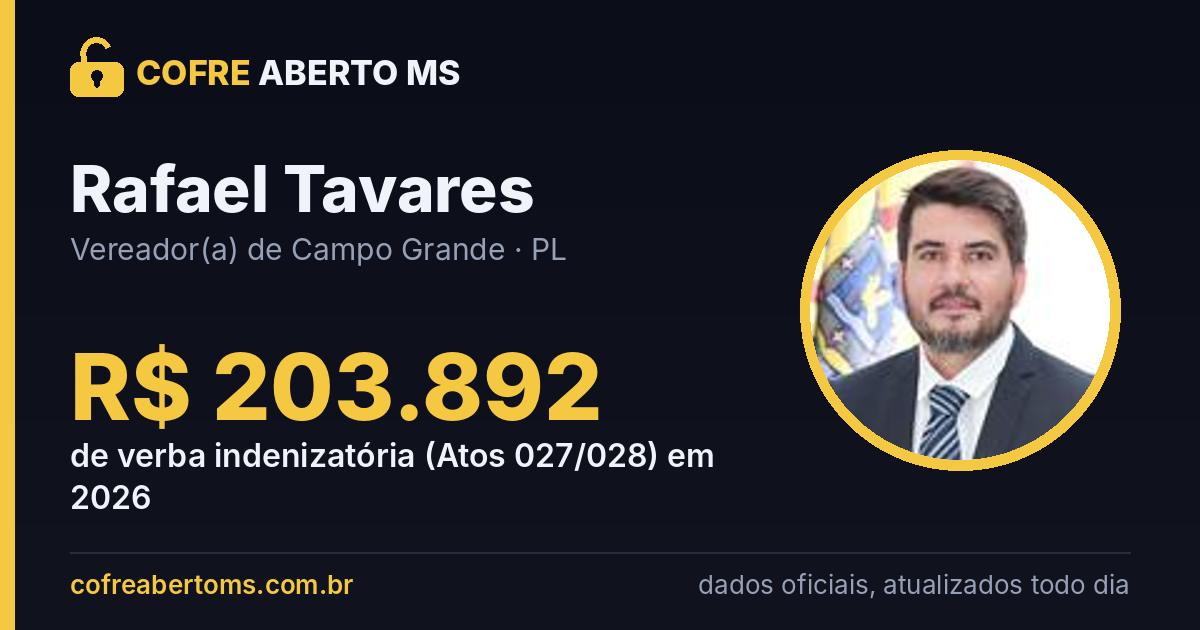 COFRE ABERTO MS
Rafael Tavares
Vereador(a) de Campo Grande · PL
R$ 203.892
de verba indenizatória (Atos 027/028) em
2026
cofreabertoms.com.br
dados oficiais, atualizados todo dia